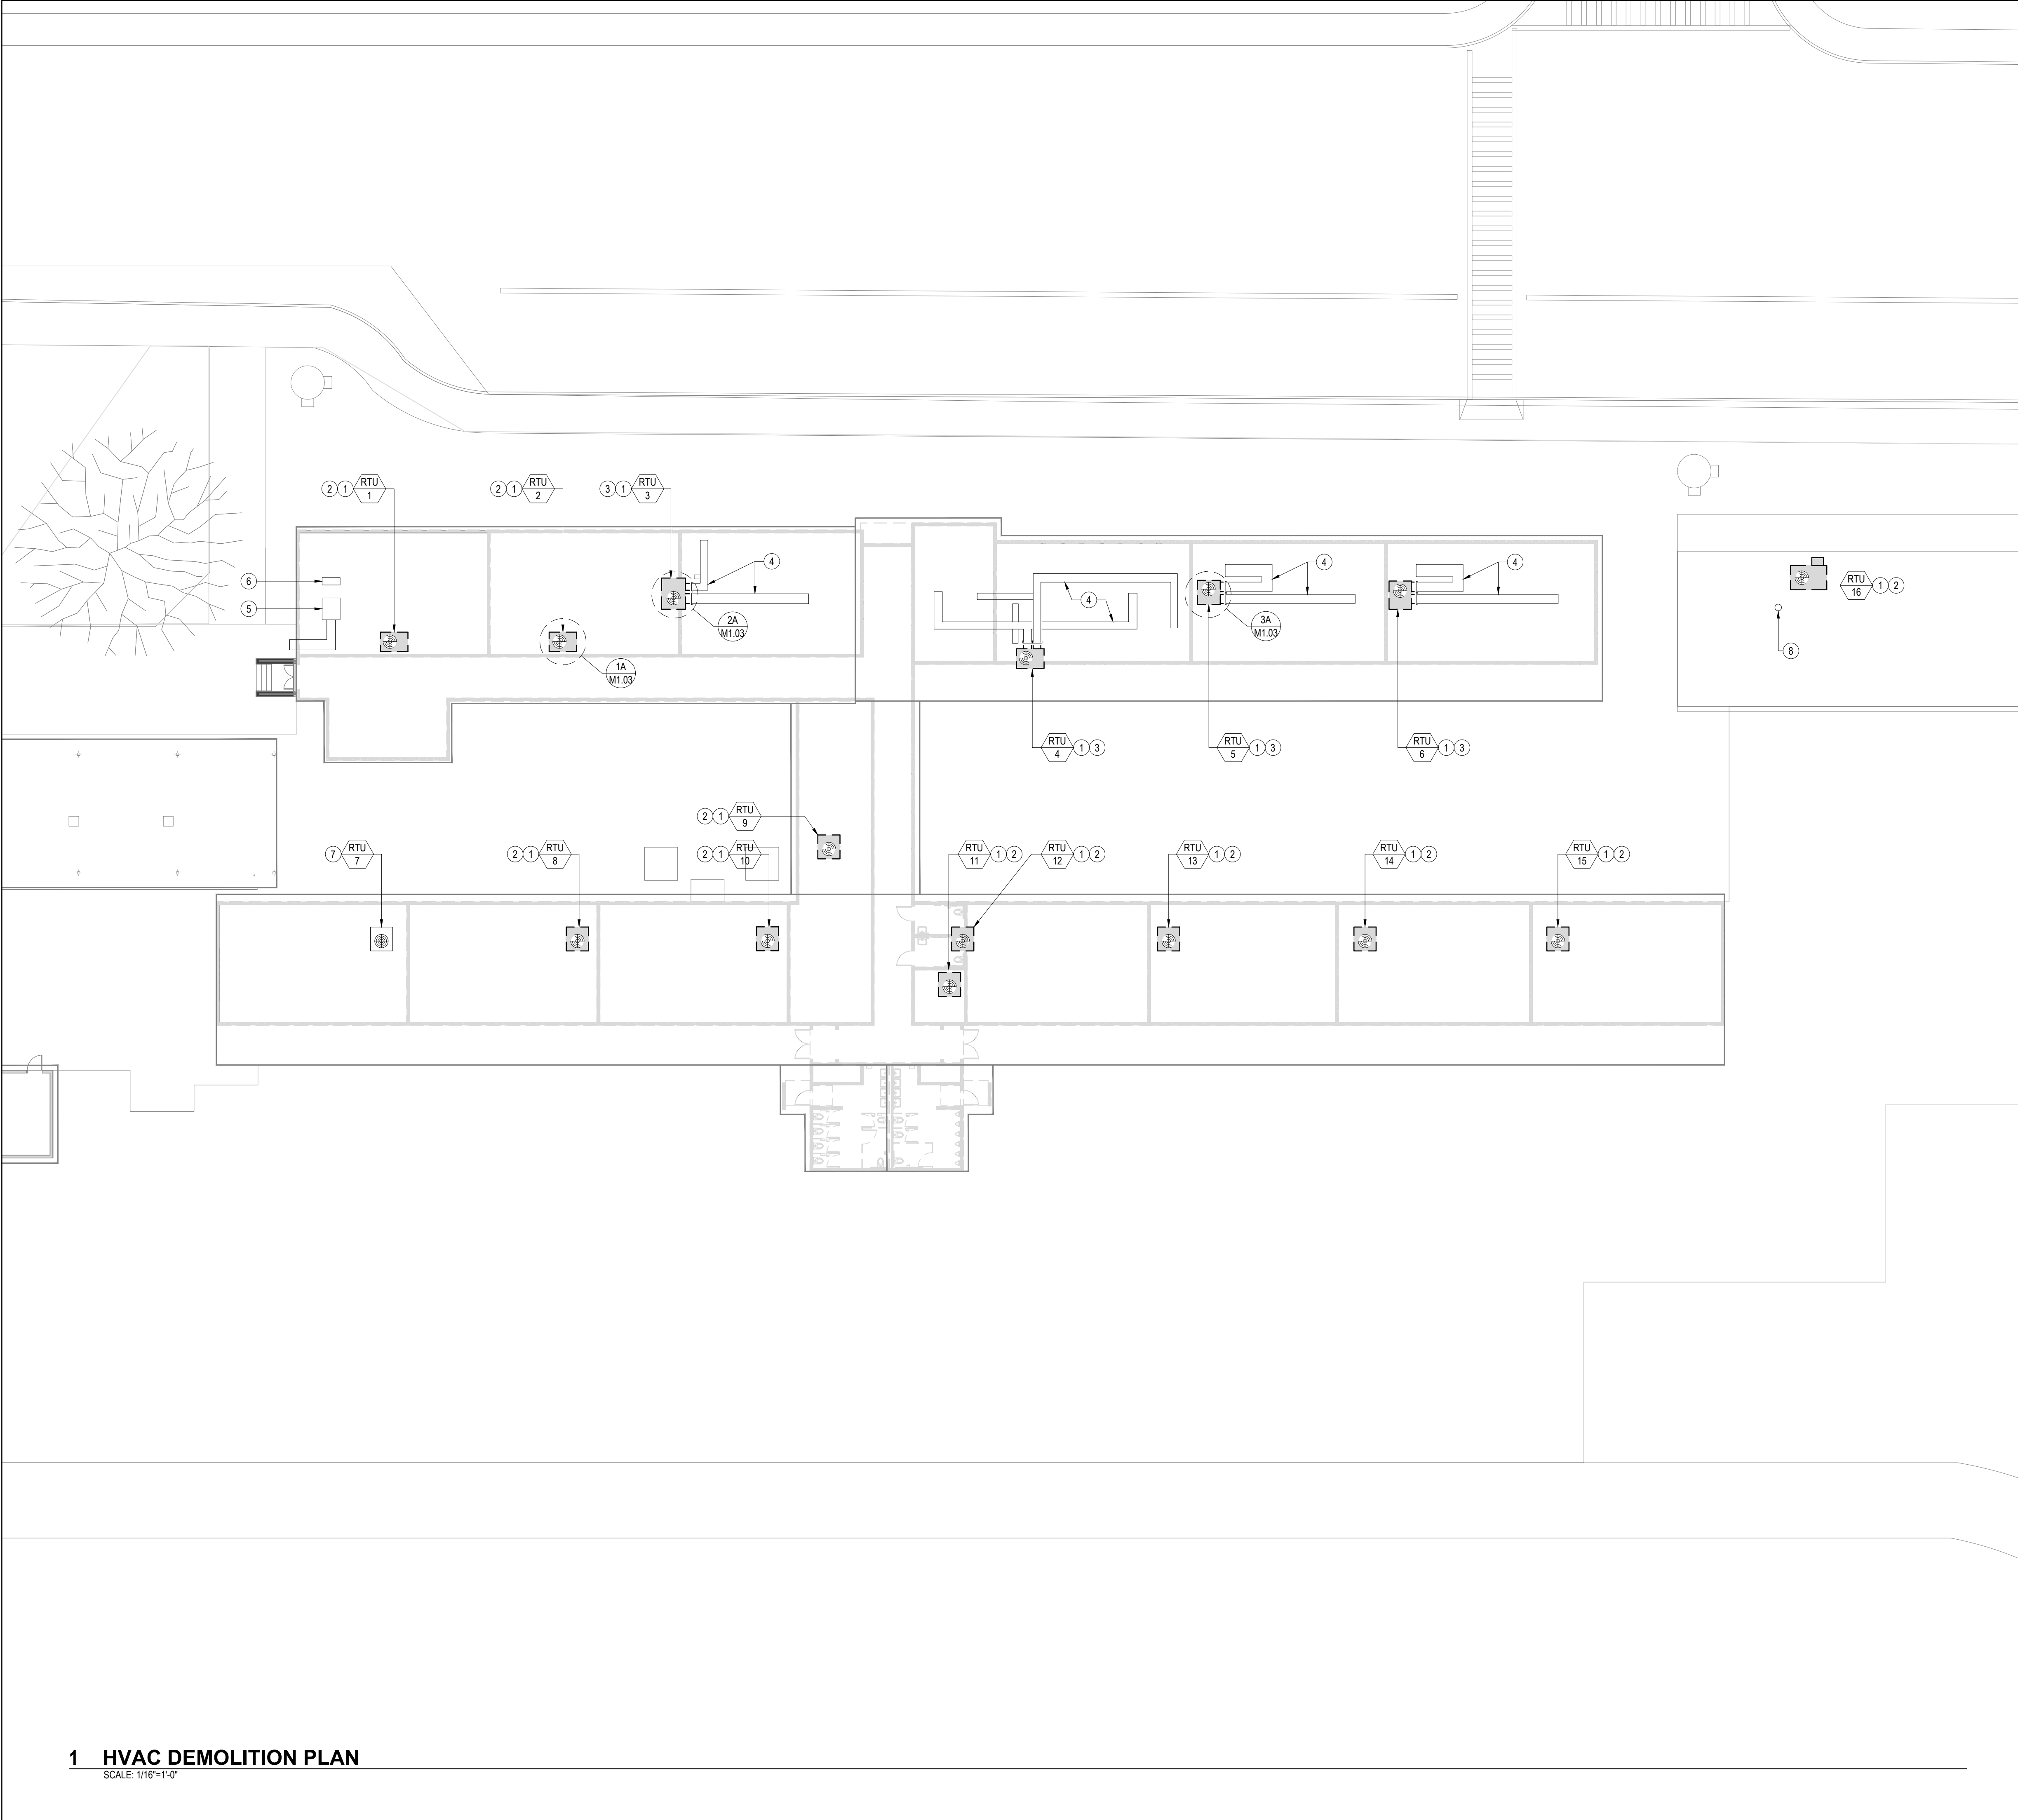 2 1 RTU 1
2 1 RTU 2
3 1 RTU 3
4
4
4
6
5
4
2A
M1.03
3A
M1.03
1A
M1.03
RTU 16 1 2
8
RTU 4 1 3
RTU 5 1 3
RTU 6 1 3
2 1 RTU 9
7 RTU 7
2 1 RTU 8
2 1 RTU 10
RTU 11 1 2
RTU 12 1 2
RTU 13 1 2
RTU 14 1 2
RTU 15 1 2
1 HVAC DEMOLITION PLAN
SCALE: 1/16"=1'-0"